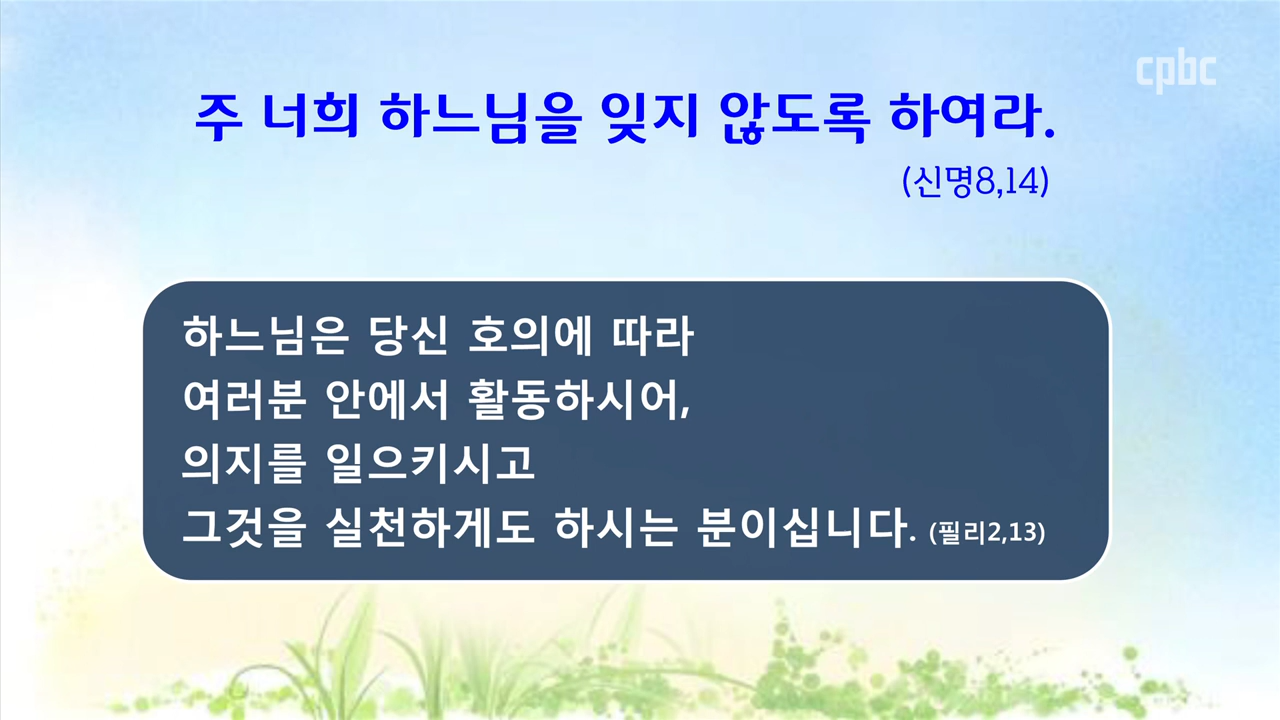 cpbc
주 너희 하느님을 잊지 않도록 하여라.
(신명8,14)
하느님은 당신 호의에 따라
여러분 안에서 활동하시어,
의지를 일으키시고
그것을 실천하게도 하시는 분이십니다. (필리2,13)